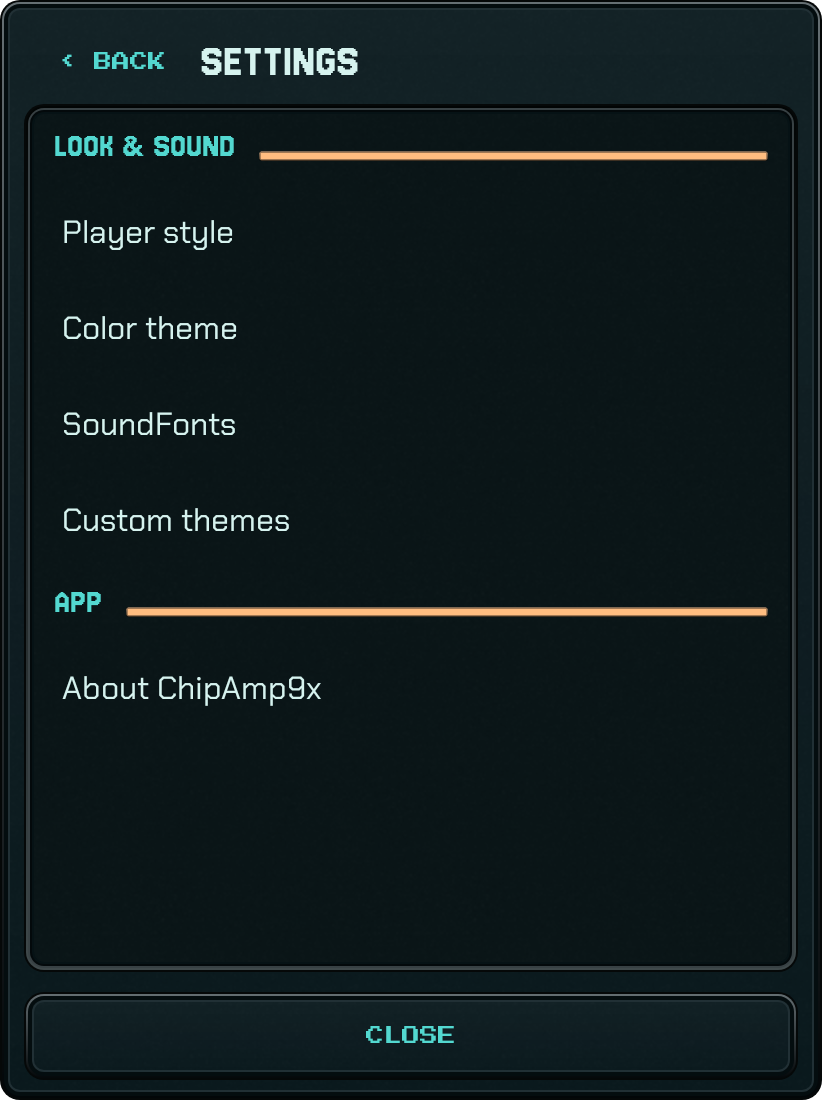 ‹ BACK SETTINGS
LOOK & SOUND
Player style
Color theme
SoundFonts
Custom themes
APP
About ChipAmp9x
CLOSE